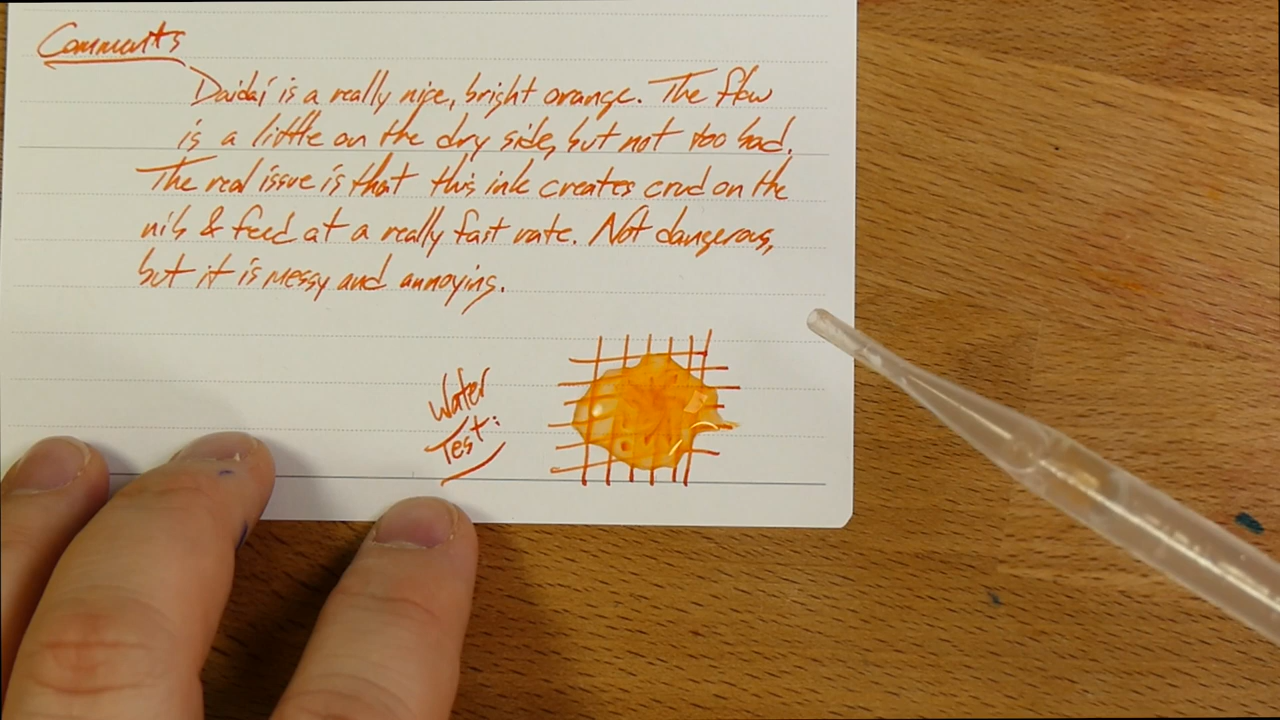 Comments
Daidai is a really nice, bright orange. The flow
is a little on the dry side, but not too bad.
The real issue is that this ink creates crud on the
nib & feed at a really fast rate. Not dangerous,
but it is messy and annoying.
Water
Test: